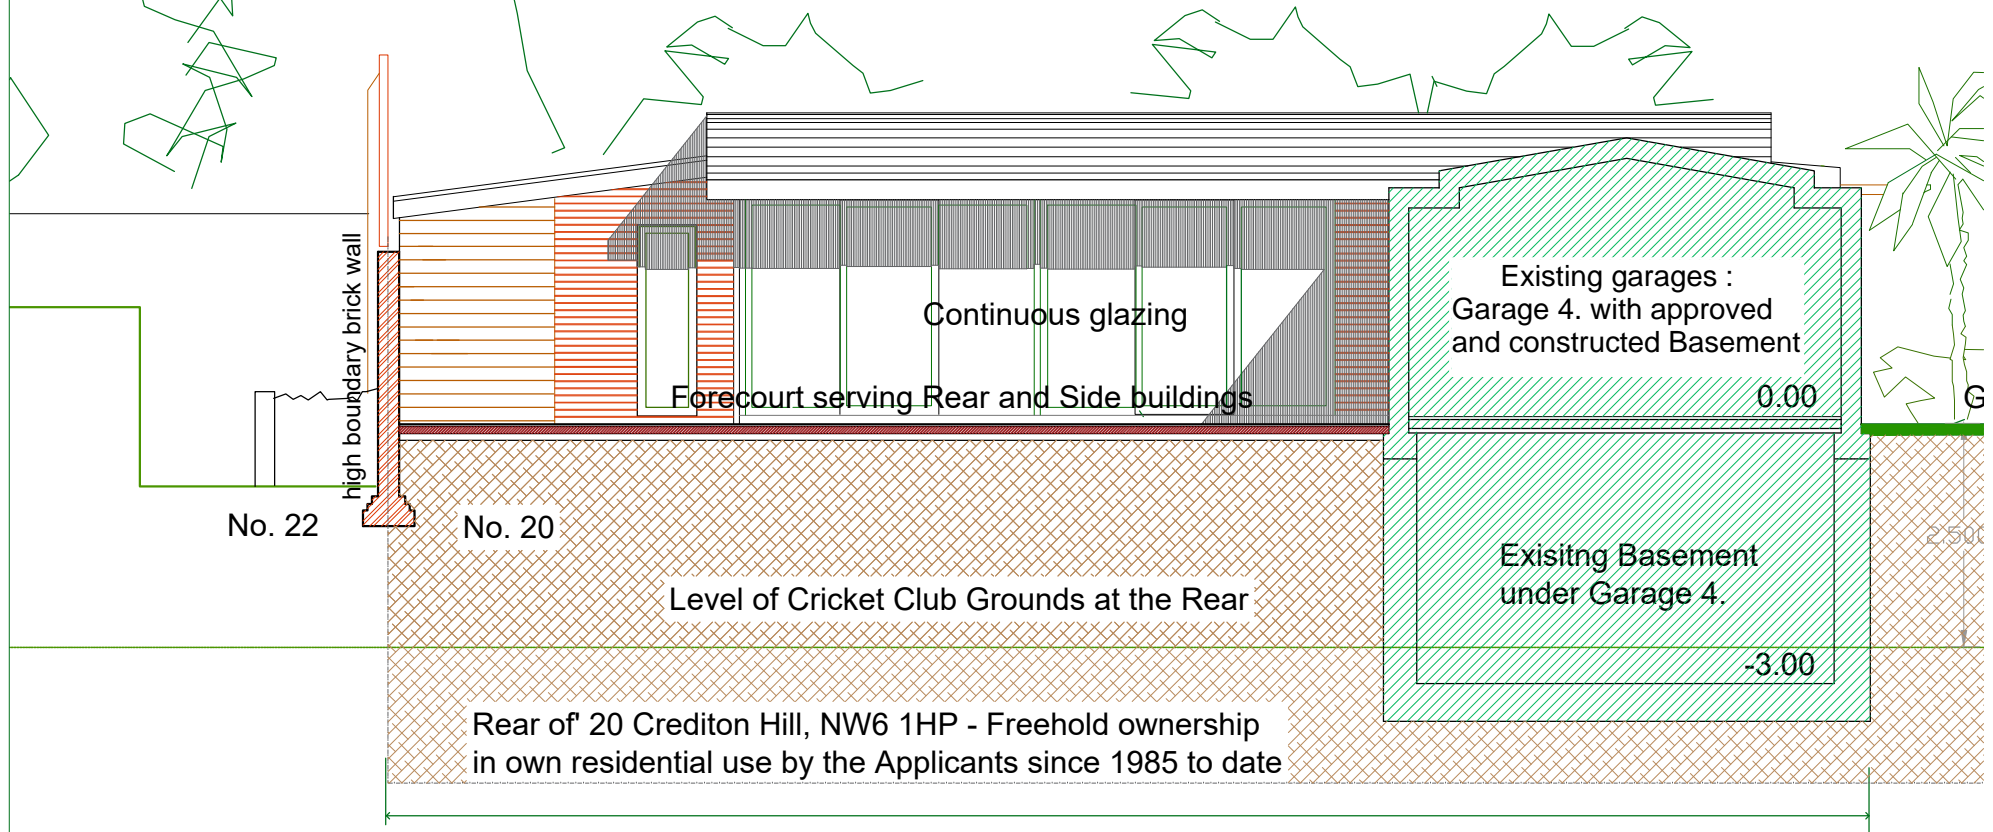 high boundary brick wall
Existing garages :
Garage 4. with approved
and constructed Basement
Continuous glazing
Forecourt serving Rear and Side buildings
0.00
G
No. 22
No. 20
2.500
Exisitng Basement
under Garage 4.
Level of Cricket Club Grounds at the Rear
-3.00
Rear of' 20 Crediton Hill, NW6 1HP - Freehold ownership
in own residential use by the Applicants since 1985 to date